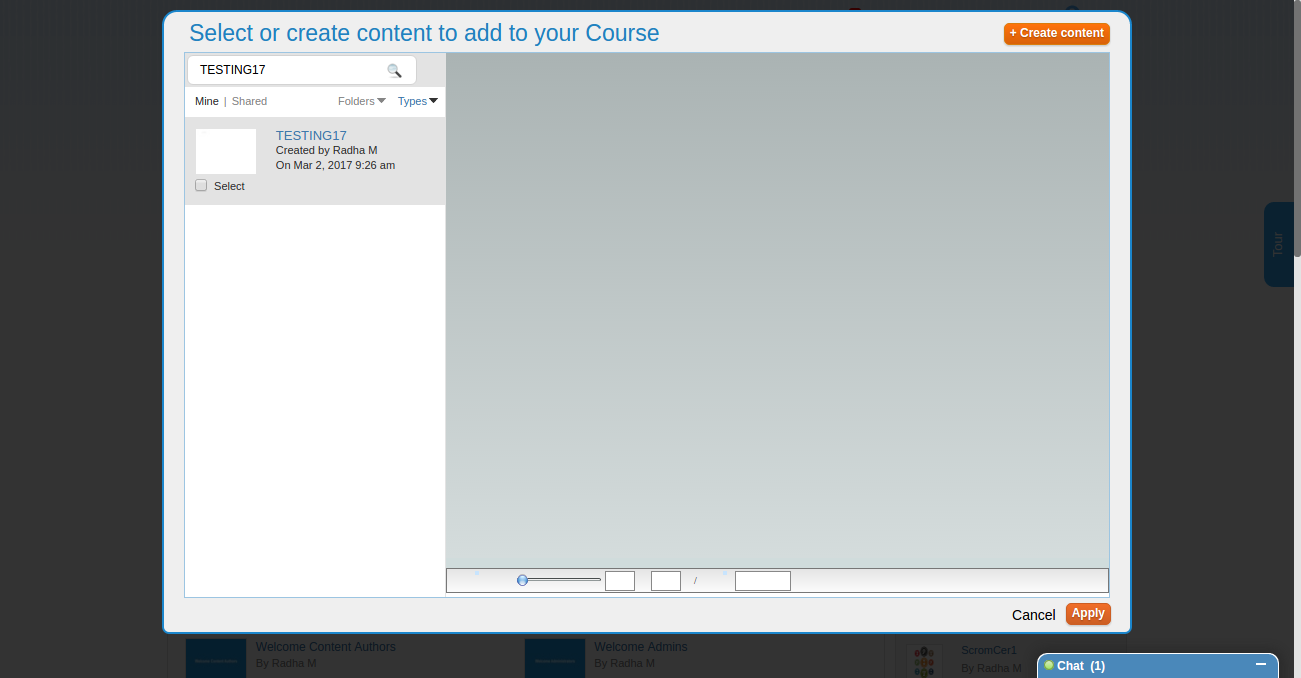 Select or create content to add to your Course
+ Create content
TESTING17
Mine | Shared
Folders
Types
TESTING17
Created by Radha M
On Mar 2, 2017 9:26 am
Select
Tour
/
Cancel
Apply
Welcome Content Authors
By Radha M
Welcome Admins
By Radha M
ScromCer1
By Radha M
Chat (1)